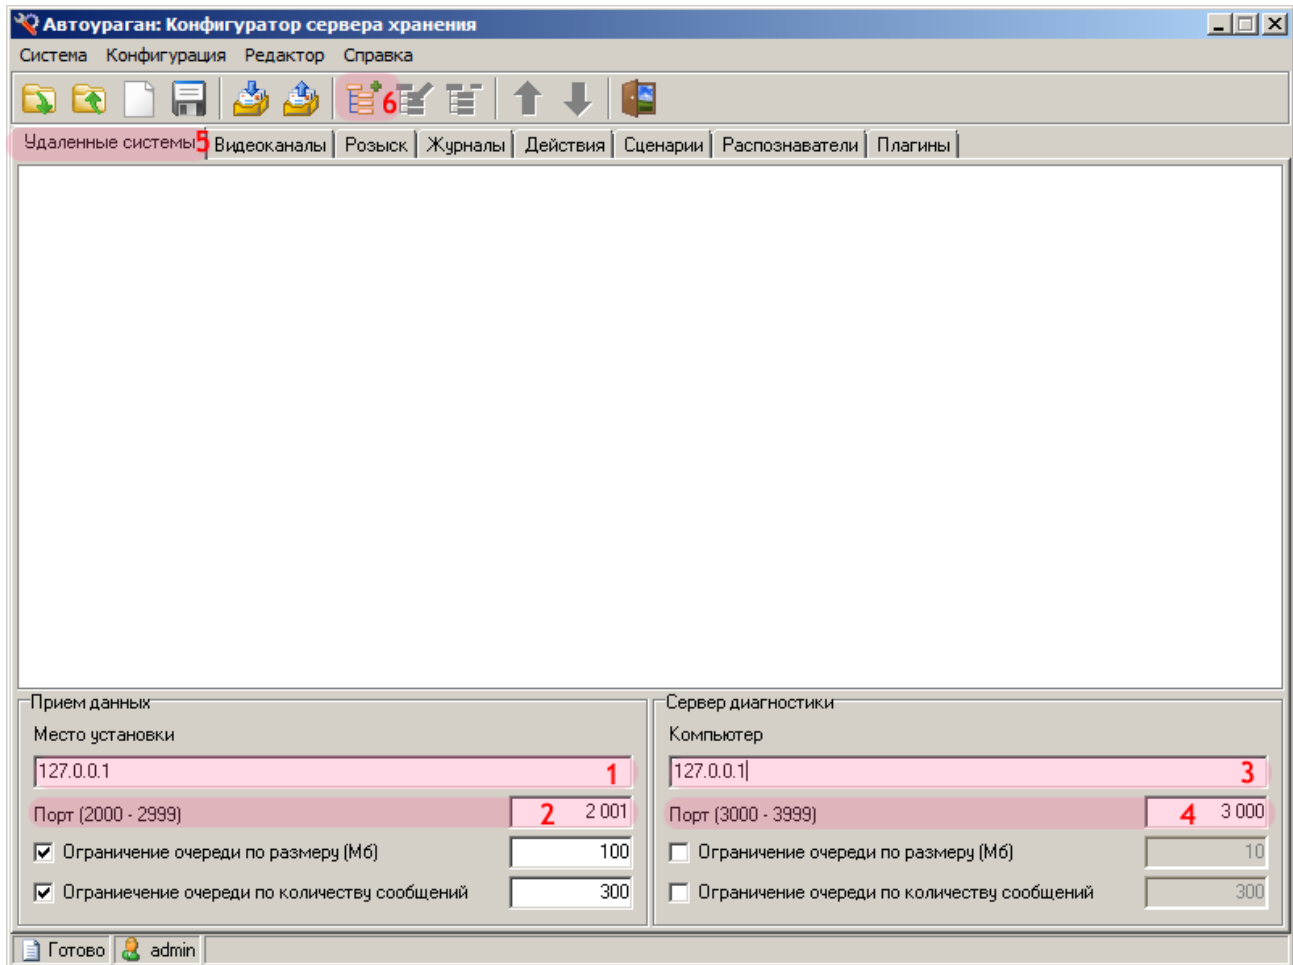 Автоураган: Конфигуратор сервера хранения
Система Конфигурация Редактор Справка
6
Удаленные системы 5 Видеоканалы Розыск Журналы Действия Сценарии Распознаватели Плагины
Прием данных
Место установки
127.0.0.1 1
Порт (2000 - 2999) 2 2 001
Ограничение очереди по размеру (Мб) 100
Ограниечение очереди по количеству сообщений 300
Сервер диагностики
Компьютер
127.0.0.1 3
Порт (3000 - 3999) 4 3 000
Ограничение очереди по размеру (Мб) 10
Ограничение очереди по количеству сообщений 300
Готово admin